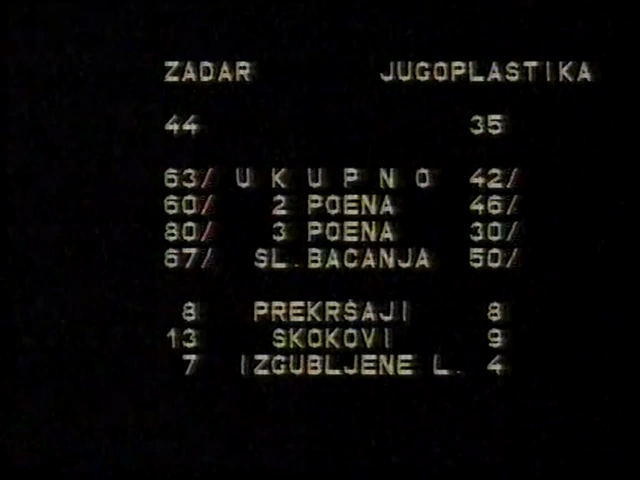 ZADAR JUGOPLASTIKA
44 35
63/ U K U P N O 42/
60/ 2 POENA 46/
80/ 3 POENA 30/
67/ SL.BACANJA 50/
8 PREKRŠAJI 8
13 SKOKOVI 9
7 IZGUBLJENE L. 4